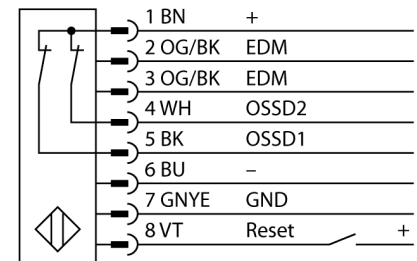 1 BN +
2 OG/BK EDM
3 OG/BK EDM
4 WH OSSD2
5 BK OSSD1
6 BU –
7 GNYE GND
8 VT Reset +